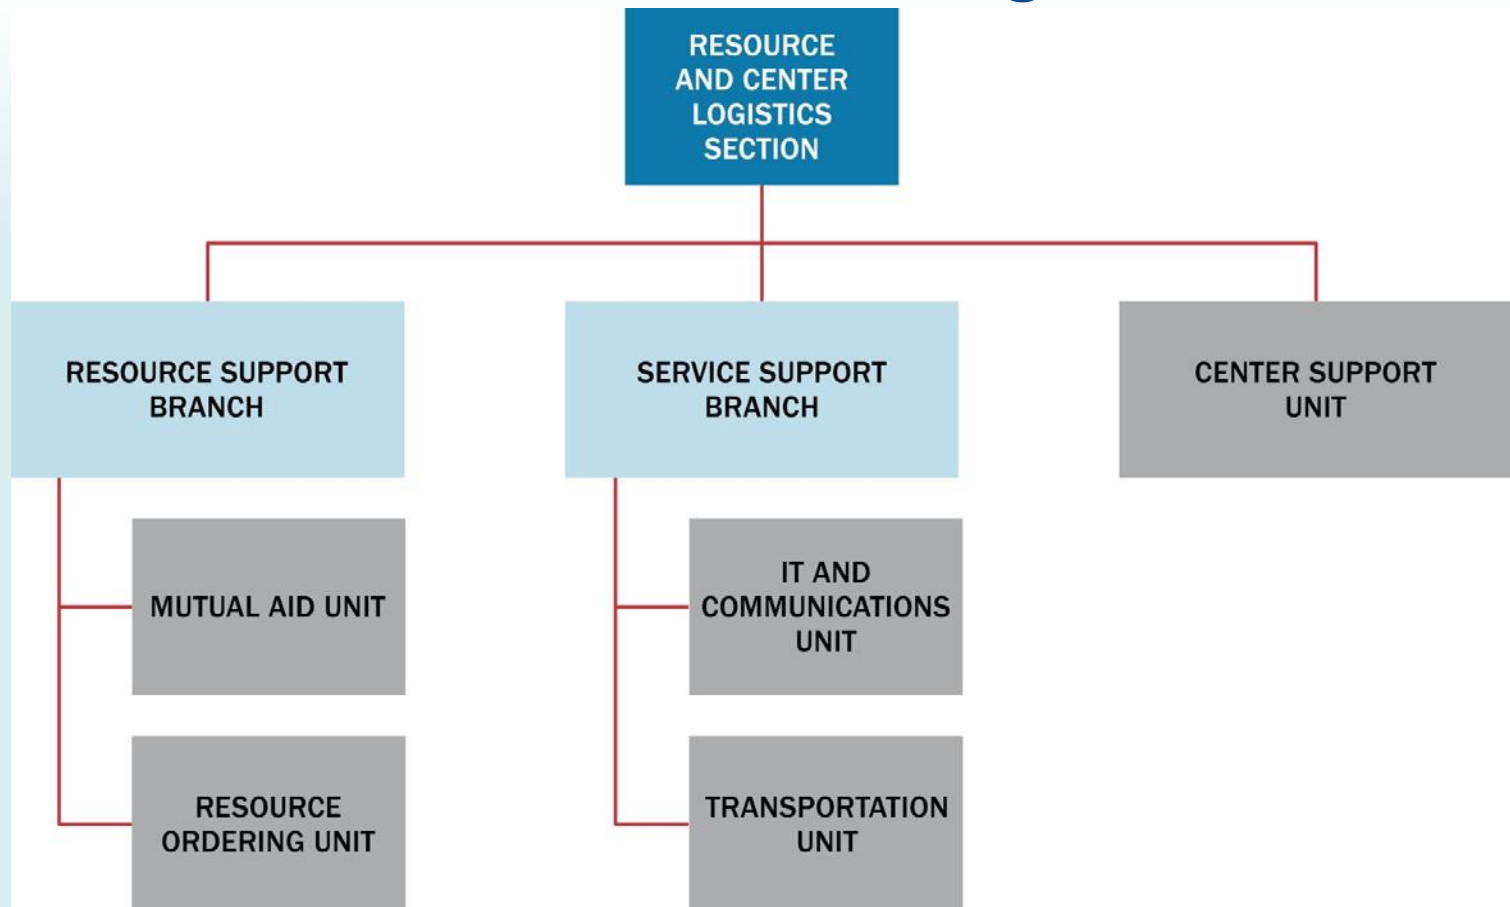 RESOURCE
AND CENTER
LOGISTICS
SECTION
RESOURCE SUPPORT
BRANCH
SERVICE SUPPORT
BRANCH
CENTER SUPPORT
UNIT
MUTUAL AID UNIT
IT AND
COMMUNICATIONS
UNIT
RESOURCE
ORDERING UNIT
TRANSPORTATION
UNIT